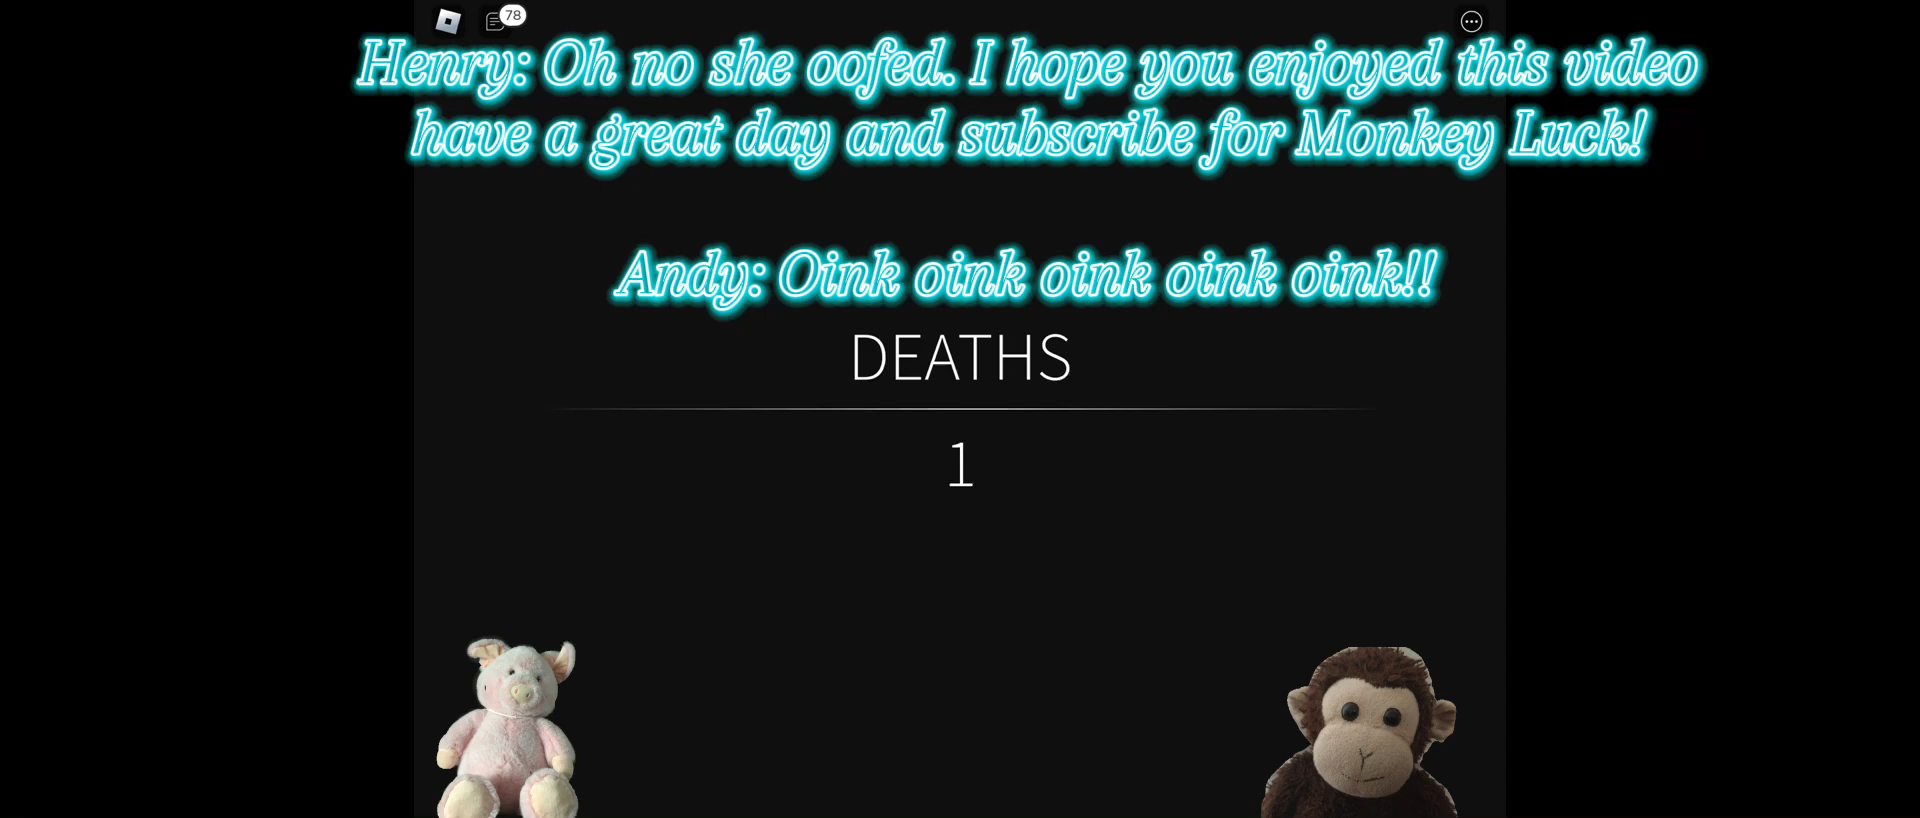 78
Henry: Oh no she oofed. I hope you enjoyed this video
have a great day and subscribe for Monkey Luck!
Andy: Oink oink oink oink oink!!
DEATHS
1